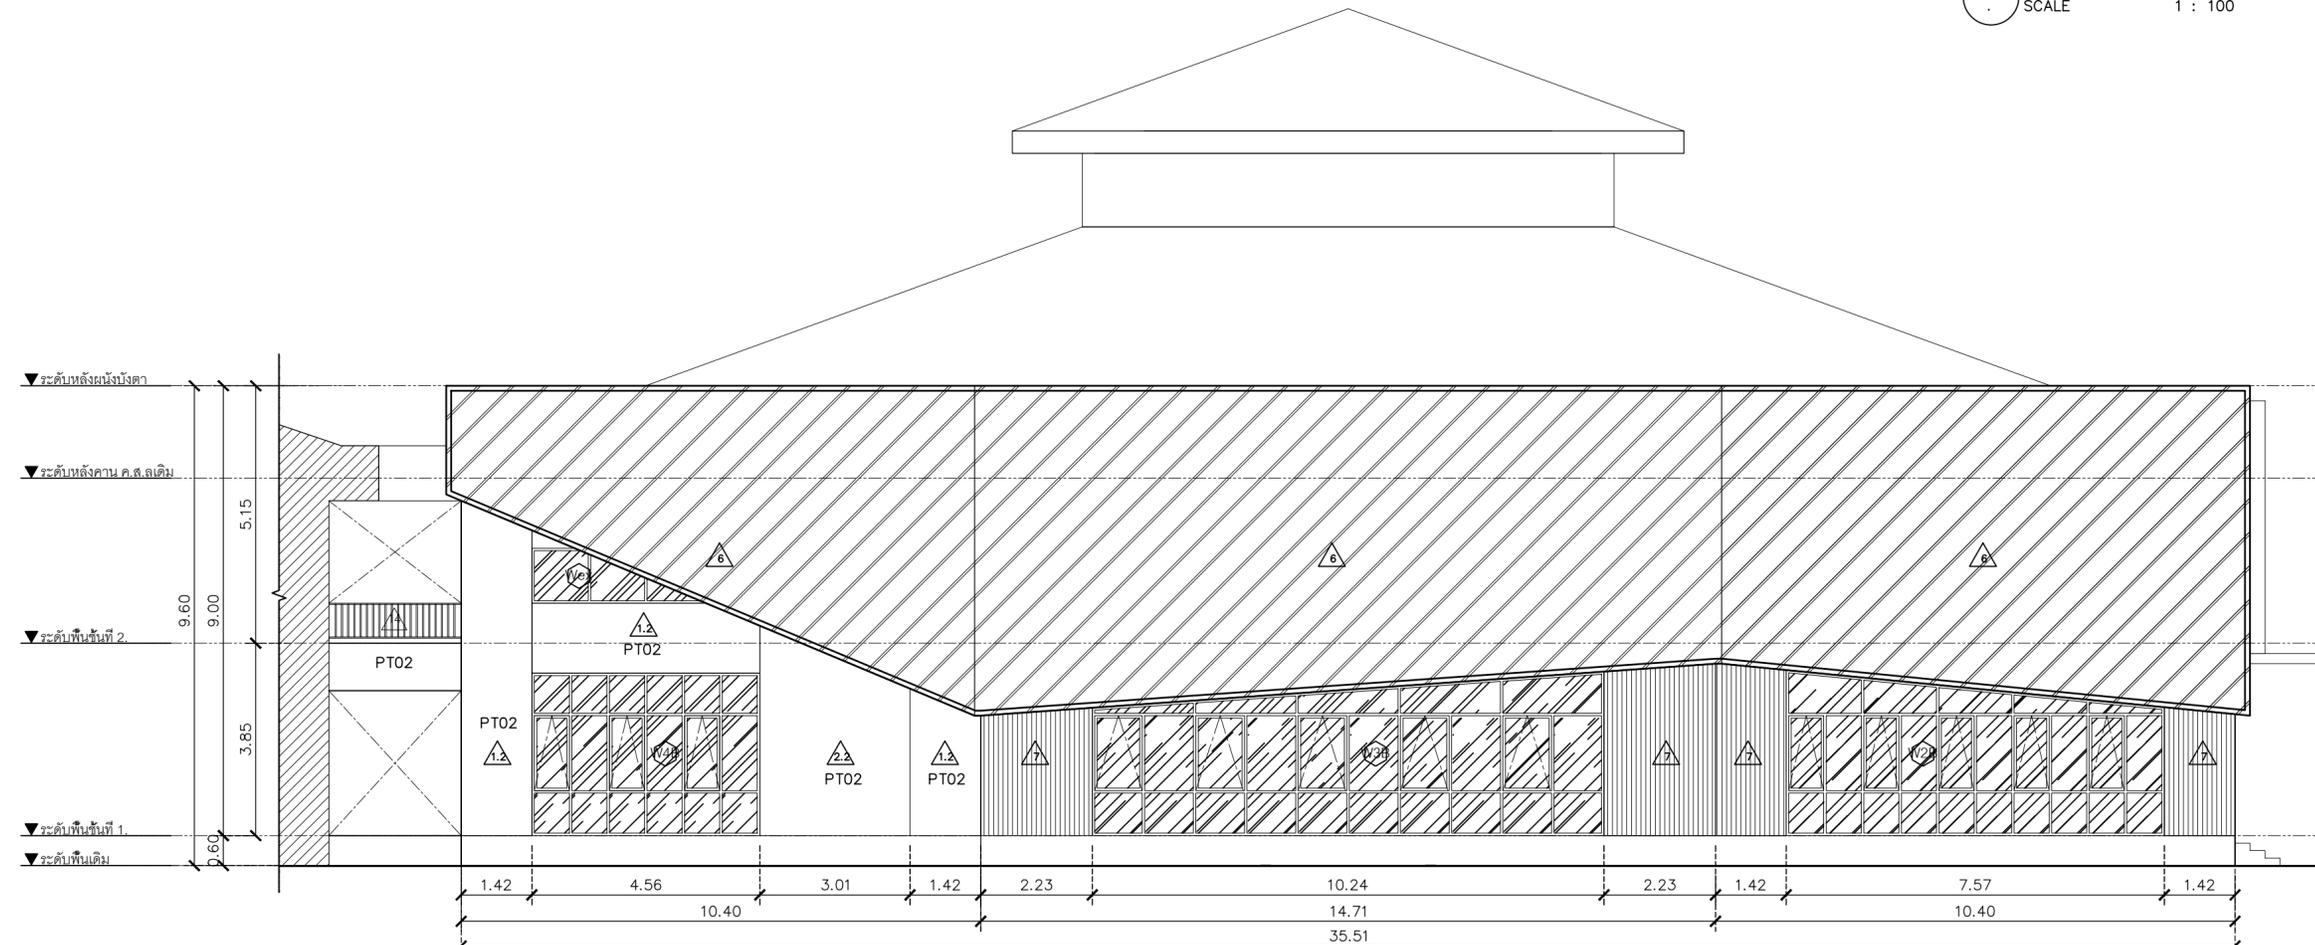 SCALE 1 : 100
ระดับหลังผนังบังตา
ระดับหลังคาน ค.ส.ลเดิม
5.15
9.60
9.00
6
6
6
Wex
1.2
PT02
14
ระดับพื้นชั้นที่ 2.
PT02
PT02
3.85
1.2
W4B
2.2
PT02
1.2
PT02
7
W3B
7
7
W2B
7
ระดับพื้นชั้นที่ 1.
0.60
ระดับพื้นเดิม
1.42 4.56 3.01 1.42 2.23 10.24 2.23 1.42 7.57 1.42
10.40 14.71 10.40
35.51